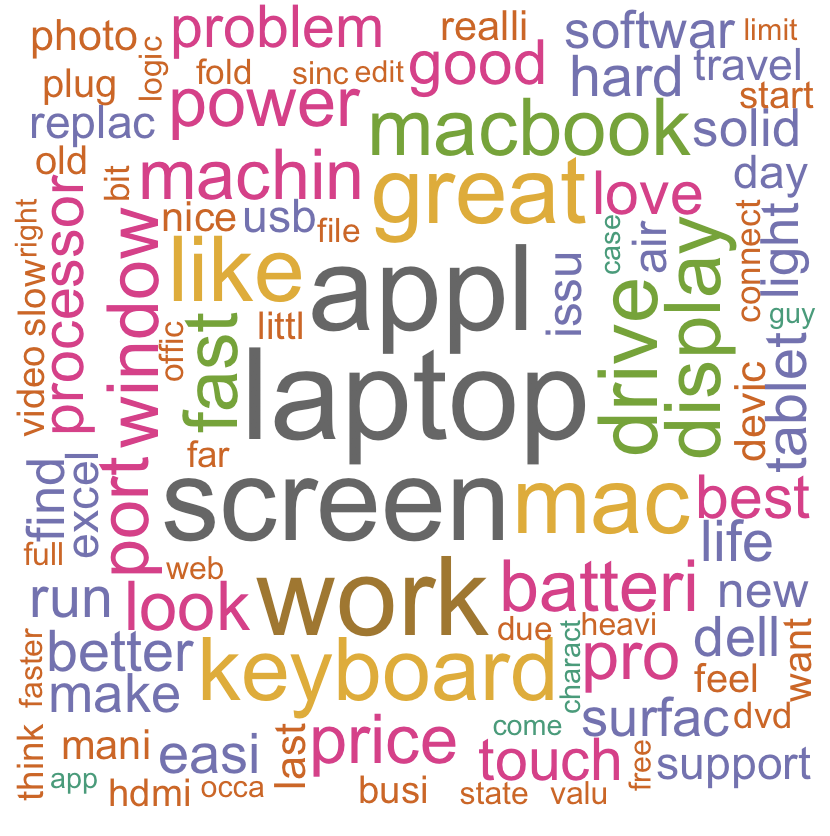 photo
problem
realli
softwar
limit
logic
plug
fold
sinc
edit
good
hard
travel
start
replac
power
macbook
solid
old
bit
machin
great
love
day
right
processor
window
nice
usb
file
case
air
connect
light
slow
like
appl
issu
guy
video
offic
fast
littl
laptop
drive
display
devic
tablet
far
find
excel
port
screen
mac
best
full
web
life
run
look
work
batteri
new
due
heavi
faster
better
keyboard
charact
pro
dell
want
make
feel
come
surfac
dvd
think
mani
easi
last
price
touch
free
support
app
hdmi
occa
busi
state
valu